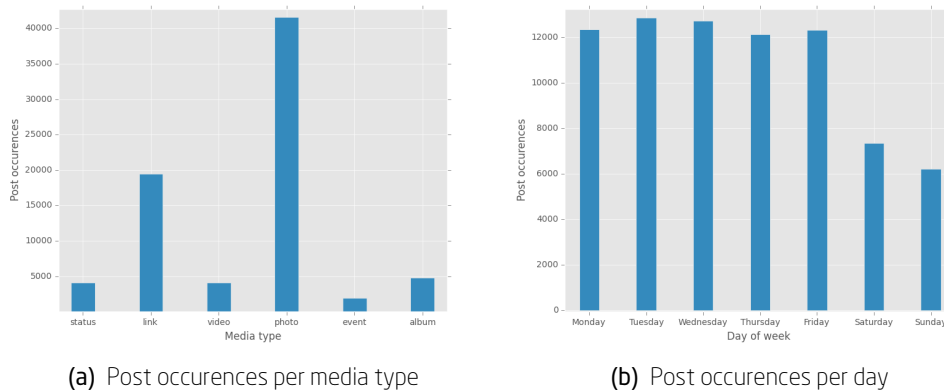 40000
35000
30000
25000
20000
15000
10000
5000
Post occurences
status link video photo event album
Media type
(a) Post occurences per media type
12000
10000
8000
6000
4000
2000
0
Post occurences
Monday Tuesday Wednesday Thursday Friday Saturday Sunday
Day of week
(b) Post occurences per day